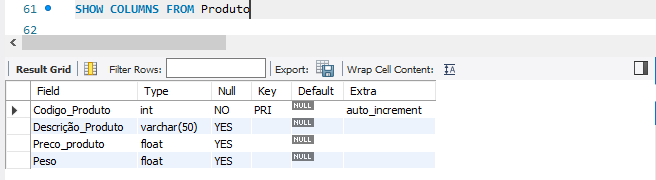 61 SHOW COLUMNS FROM Produto
62
Result Grid Filter Rows: Export: Wrap Cell Content:
Field Type Null Key Default Extra
Codigo_Produto int NO PRI NULL auto_increment
Descrição_Produto varchar(50) YES NULL
Preco_produto float YES NULL
Peso float YES NULL